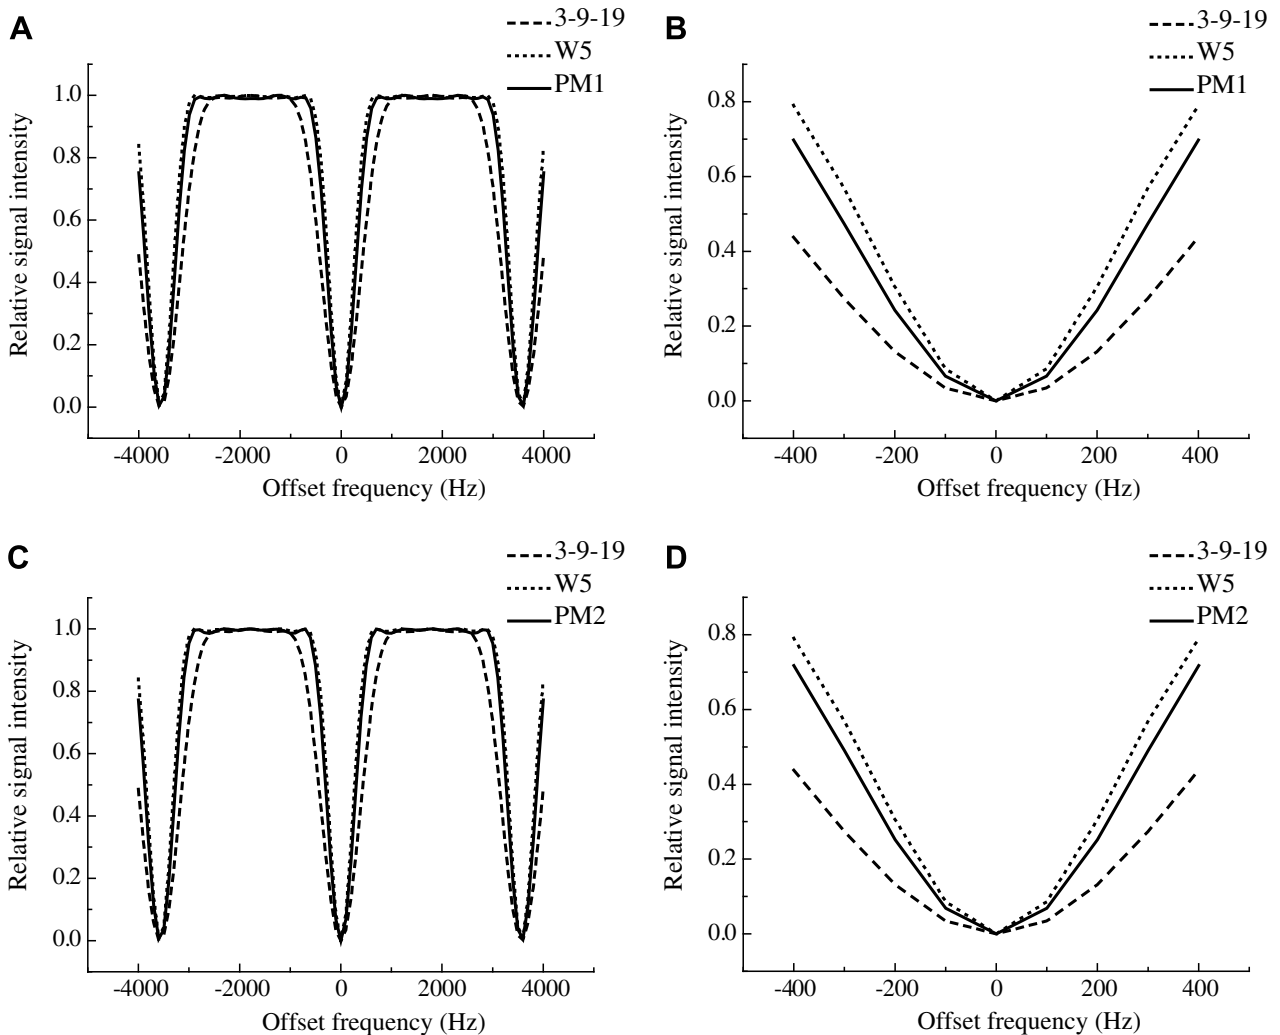 A
3-9-19
W5
PM1
Relative signal intensity
1.0
0.8
0.6
0.4
0.2
0.0
-4000 -2000 0 2000 4000
Offset frequency (Hz)
B
3-9-19
W5
PM1
Relative signal intensity
0.8
0.6
0.4
0.2
0.0
-400 -200 0 200 400
Offset frequency (Hz)
C
3-9-19
W5
PM2
Relative signal intensity
1.0
0.8
0.6
0.4
0.2
0.0
-4000 -2000 0 2000 4000
Offset frequency (Hz)
D
3-9-19
W5
PM2
Relative signal intensity
0.8
0.6
0.4
0.2
0.0
-400 -200 0 200 400
Offset frequency (Hz)